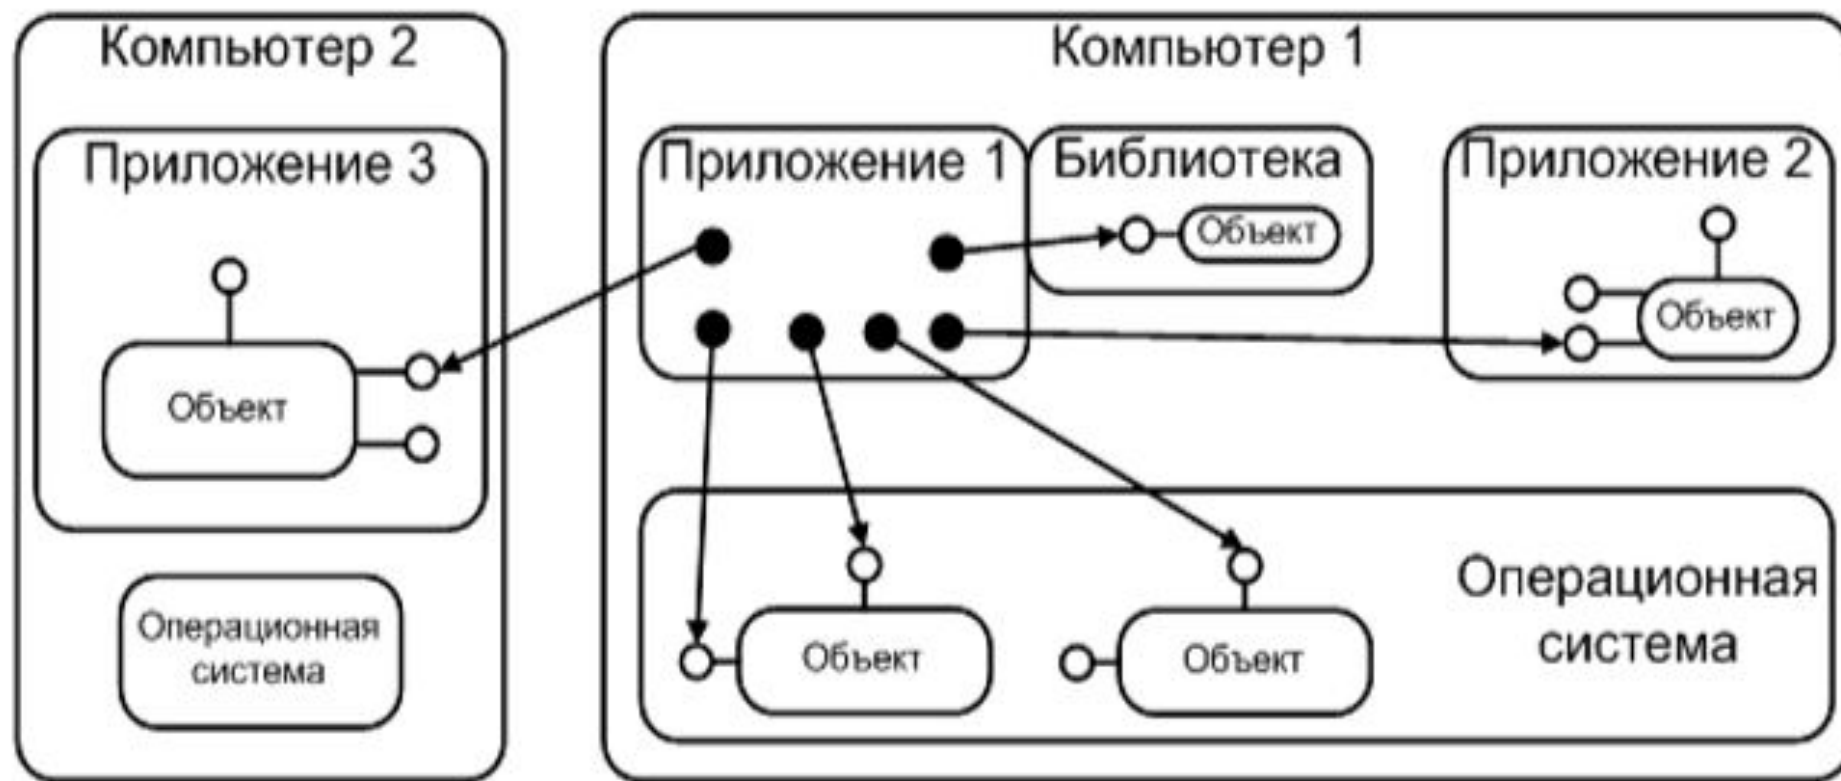 Компьютер 2
Приложение 3
Объект
Операционная
система
Компьютер 1
Приложение 1
Библиотека
Объект
Приложение 2
Объект
Объект
Объект
Операционная
система